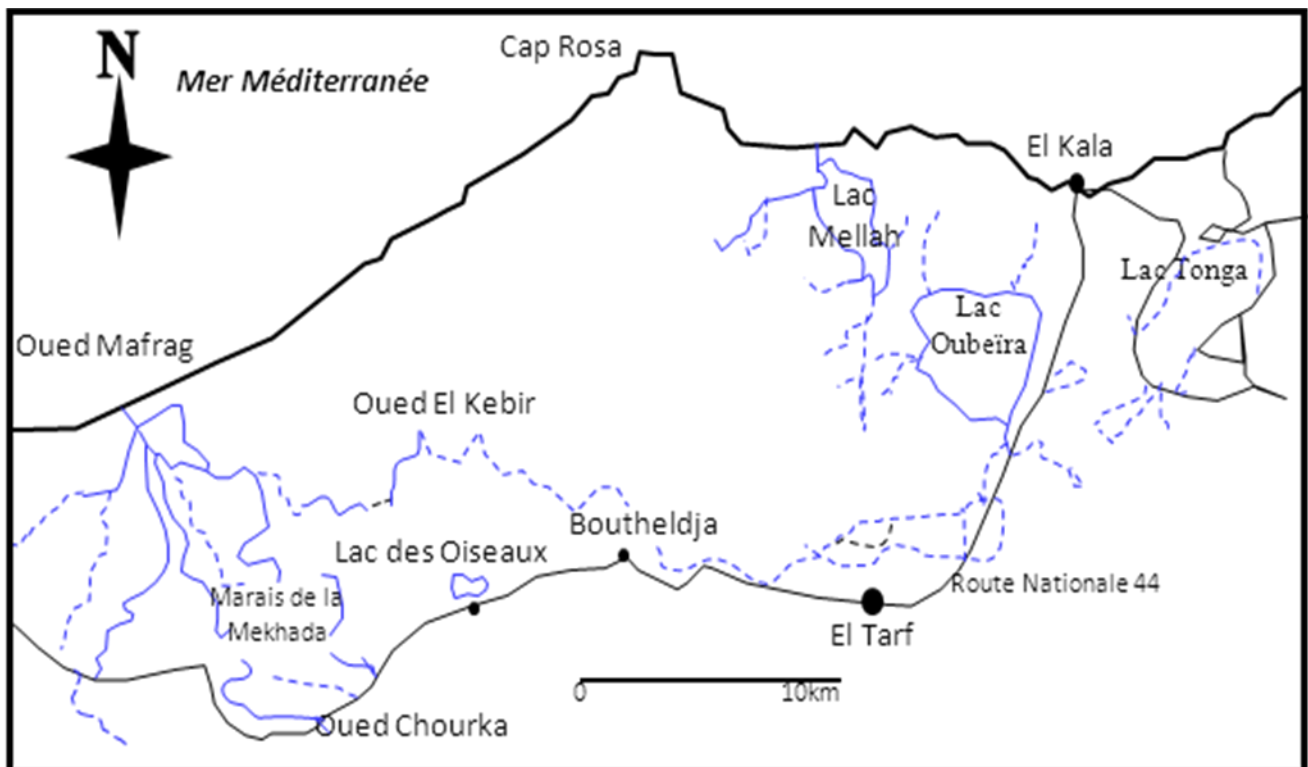 Cap Rosa
N
Mer Méditerranée
El Kala
Lac
Mellah
Lac Tonga
Lac
Oubeïra
Oued Mafrag
Oued El Kebir
Boutheldja
Lac des Oiseaux
Route Nationale 44
Marais de la
Mekhada
El Tarf
0 10km
Oued Chourka